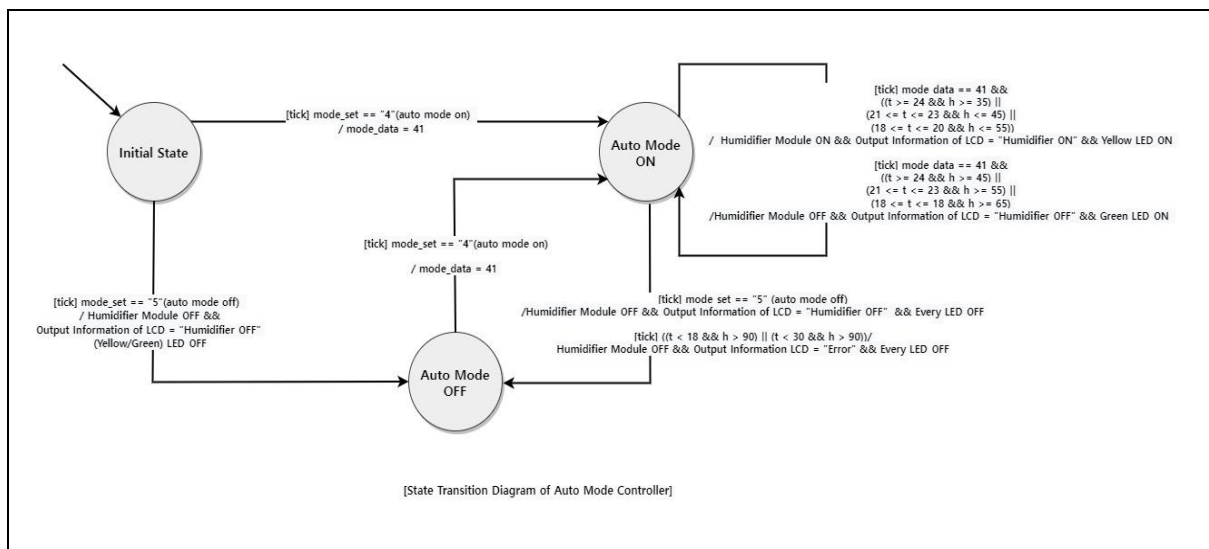 [tick] mode_set == "4"(auto mode on)
/ mode_data = 41
Initial State
Auto Mode
ON
[tick] mode data == 41 &&
((t >= 24 && h >= 35) ||
(21 <= t <= 23 && h <= 45) ||
(18 <= t <= 20 && h <= 55))
/ Humidifier Module ON && Output Information of LCD = "Humidifier ON" && Yellow LED ON
[tick] mode data == 41 &&
((t >= 24 && h >= 45) ||
(21 <= t <= 23 && h >= 55) ||
(18 <= t <= 18 && h >= 65)
/Humidifier Module OFF && Output Information of LCD = "Humidifier OFF" && Green LED ON
[tick] mode_set == "4"(auto mode on)
/ mode_data = 41
[tick] mode_set == "5"(auto mode off)
/ Humidifier Module OFF &&
Output Information of LCD = "Humidifier OFF"
(Yellow/Green) LED OFF
[tick] mode set == "5" (auto mode off)
/Humidifier Module OFF && Output Information of LCD = "Humidifier OFF" && Every LED OFF
[tick] ((t < 18 && h > 90) || (t < 30 && h > 90))/
Humidifier Module OFF && Output Information LCD = "Error" && Every LED OFF
Auto Mode
OFF
[State Transition Diagram of Auto Mode Controller]